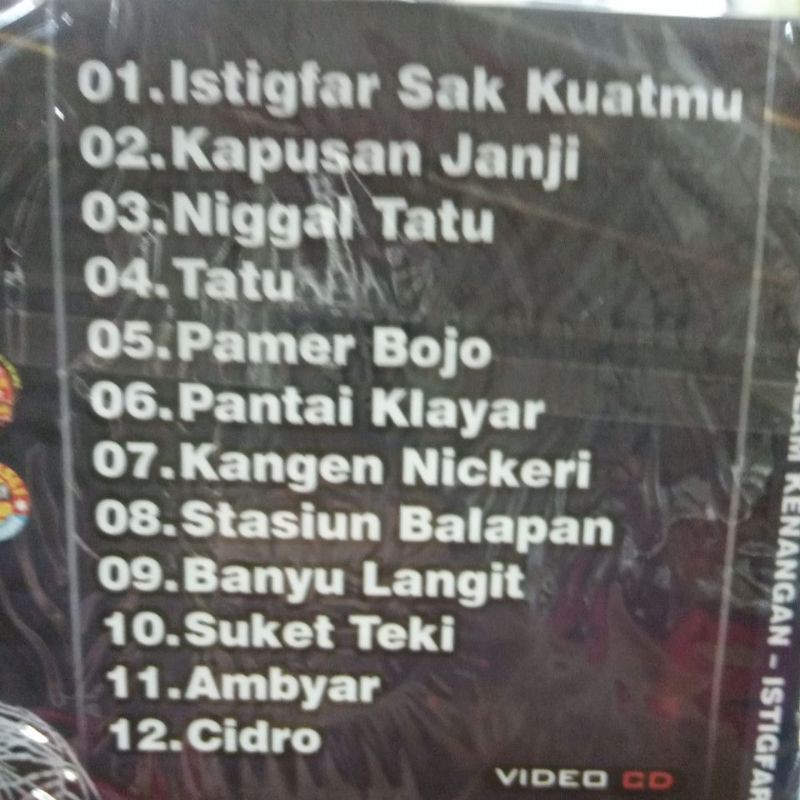 01.Istigfar Sak Kuatmu
02.Kapusan Janji
03.Niggal Tatu
04.Tatu
05.Pamer Bojo
06.Pantai Klayar
07.Kangen Nickeri
08.Stasiun Balapan
09.Banyu Langit
10.Suket Teki
11.Ambyar
12.Cidro
VIDEO CD
KENANGAN - ISTIGFAR